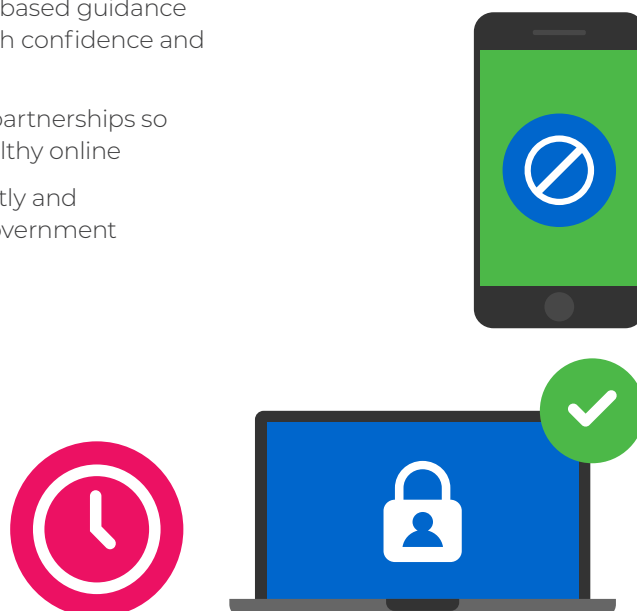 based guidance
h confidence and
partnerships so
lthy online
tly and
overnment